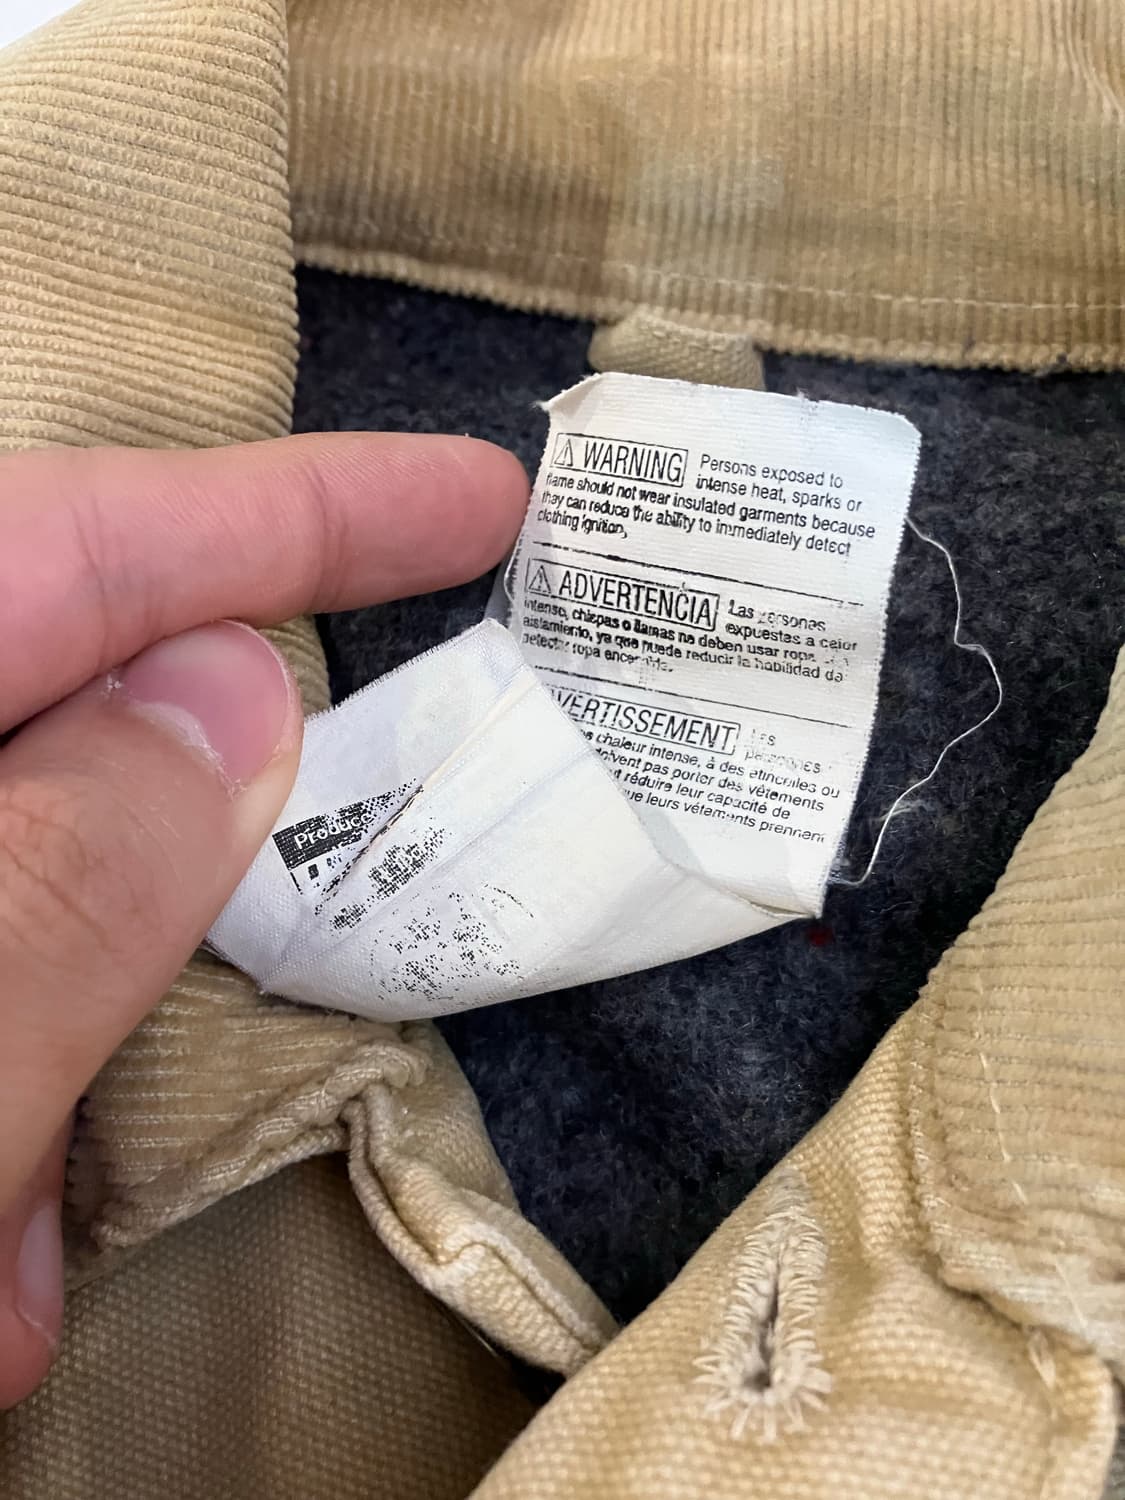 WARNING Persons exposed to
intense heat, sparks or
flame should not wear insulated garments because
they can reduce the ability to immediately detect
clothing ignition.
ADVERTENCIA Las personas
expuestas a calor
intenso, chispas o llamas no deben usar ropa
aislamiento, ya que puede reducir la habilidad de
detectar ropa
VERTISSEMENT Les
personnes
chaleur intense, à des étincelles ou
doivent pas porter des vêtements
réduire leur capacité de
que leurs vêtements prennent
Produc